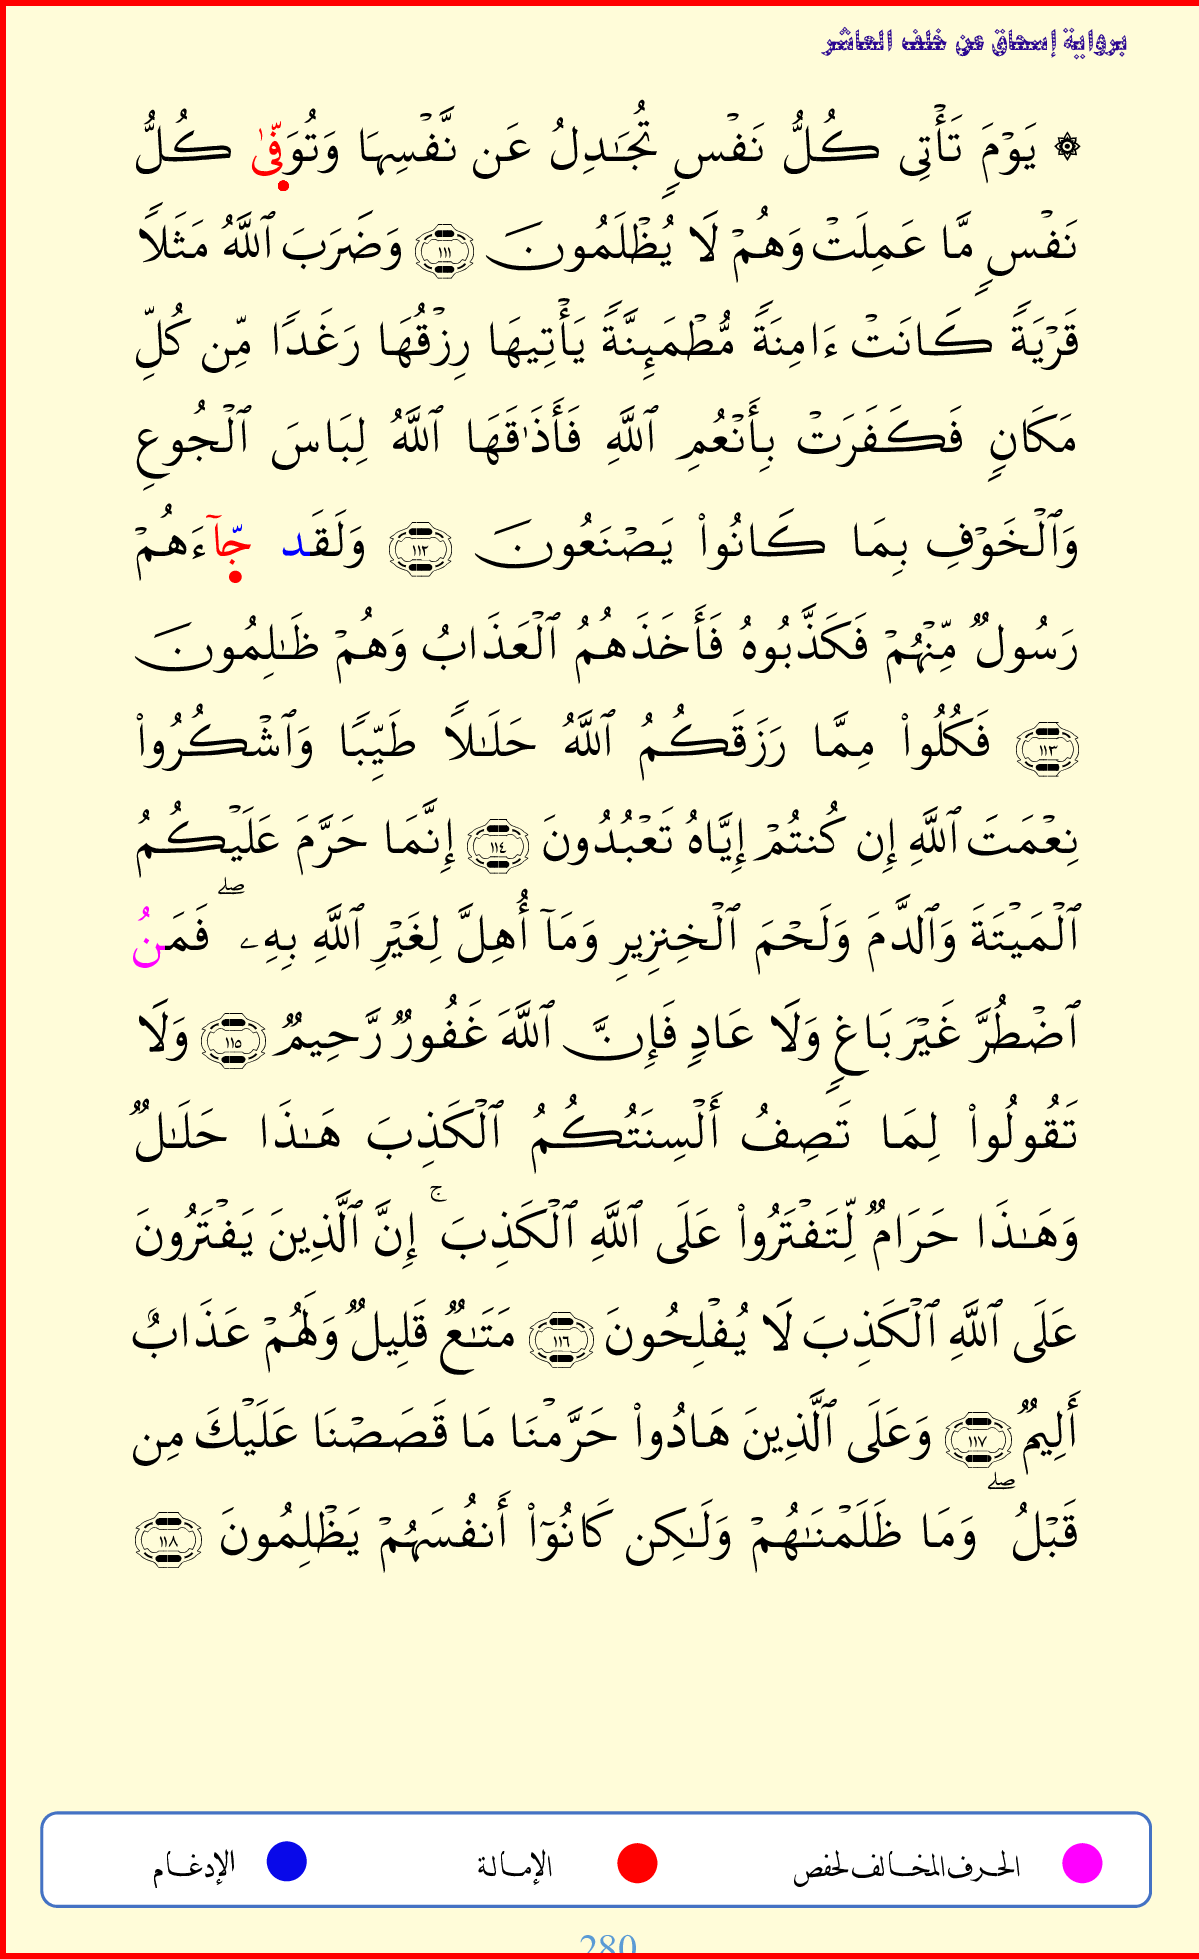 برواية إسحاق عن خلف العاشر
۞ يَوۡمَ تَأۡتِي كُلُّ نَفۡسٖ تُجَٰدِلُ عَن نَّفۡسِهَا وَتُوَفّٜيٰ كُلُّ
نَفۡسٖ مَّا عَمِلَتۡ وَهُمۡ لَا يُظۡلَمُونَ ١١١ وَضَرَبَ ٱللَّهُ مَثَلٗا
قَرۡيَةٗ كَانَتۡ ءَامِنَةٗ مُّطۡمَئِنَّةٗ يَأۡتِيهَا رِزۡقُهَا رَغَدٗا مِّن كُلِّ
مَكَانٖ فَكَفَرَتۡ بِأَنۡعُمِ ٱللَّهِ فَأَذَٰقَهَا ٱللَّهُ لِبَاسَ ٱلۡجُوعِ
وَٱلۡخَوۡفِ بِمَا كَانُواْ يَصۡنَعُونَ ١١٢ وَلَقَد جّٜآءَهُمۡ
رَسُولٞ مِّنۡهُمۡ فَكَذَّبُوهُ فَأَخَذَهُمُ ٱلۡعَذَابُ وَهُمۡ ظَٰلِمُونَ
١١٣ فَكُلُواْ مِمَّا رَزَقَكُمُ ٱللَّهُ حَلَٰلٗا طَيِّبٗا وَٱشۡكُرُواْ
نِعۡمَتَ ٱللَّهِ إِن كُنتُمۡ إِيَّاهُ تَعۡبُدُونَ ١١٤ إِنَّمَا حَرَّمَ عَلَيۡكُمُ
ٱلۡمَيۡتَةَ وَٱلدَّمَ وَلَحۡمَ ٱلۡخِنزِيرِ وَمَآ أُهِلَّ لِغَيۡرِ ٱللَّهِ بِهِۦۖ فَمَنُ
ٱضۡطُرَّ غَيۡرَ بَاغٖ وَلَا عَادٖ فَإِنَّ ٱللَّهَ غَفُورٞ رَّحِيمٞ ١١٥ وَلَا
تَقُولُواْ لِمَا تَصِفُ أَلۡسِنَتُكُمُ ٱلۡكَذِبَ هَٰذَا حَلَٰلٞ
وَهَٰذَا حَرَامٞ لِّتَفۡتَرُواْ عَلَى ٱللَّهِ ٱلۡكَذِبَۚ إِنَّ ٱلَّذِينَ يَفۡتَرُونَ
عَلَى ٱللَّهِ ٱلۡكَذِبَ لَا يُفۡلِحُونَ ١١٦ مَتَٰعٞ قَلِيلٞ وَلَهُمۡ عَذَابٌ
أَلِيمٞ ١١٧ وَعَلَى ٱلَّذِينَ هَادُواْ حَرَّمۡنَا مَا قَصَصۡنَا عَلَيۡكَ مِن
قَبۡلُۖ وَمَا ظَلَمۡنَٰهُمۡ وَلَٰكِن كَانُوٓاْ أَنفُسَهُمۡ يَظۡلِمُونَ ١١٨
الحرف المخالف لحفص الإمالة الإدغام
280